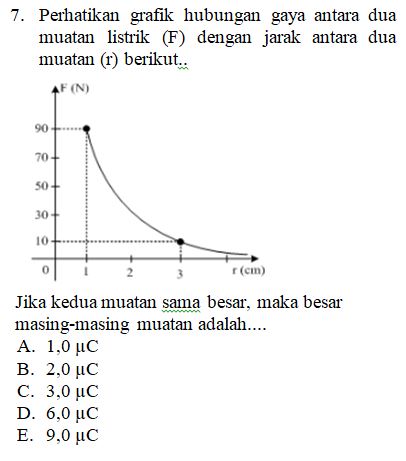 7. Perhatikan grafik hubungan gaya antara dua
muatan listrik (F) dengan jarak antara dua
muatan (r) berikut..
F (N)
90
70
50
30
10
0 1 2 3 r (cm)
Jika kedua muatan sama besar, maka besar
masing-masing muatan adalah....
A. 1,0 µC
B. 2,0 µC
C. 3,0 µC
D. 6,0 µC
E. 9,0 µC